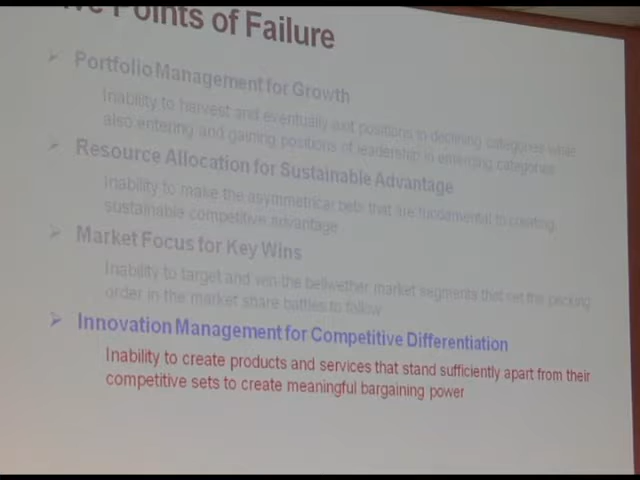 Points of Failure
Portfolio Management for Growth
Inability to harvest and eventually exit positions in declining categories while
also entering and gaining positions of leadership in emerging categories
Resource Allocation for Sustainable Advantage
Inability to make the asymmetrical bets that are fundamental to creating
sustainable competitive advantage
Market Focus for Key Wins
Inability to target and win the bellwether market segments that set the pecking
order in the market share battles to follow
Innovation Management for Competitive Differentiation
Inability to create products and services that stand sufficiently apart from their
competitive sets to create meaningful bargaining power